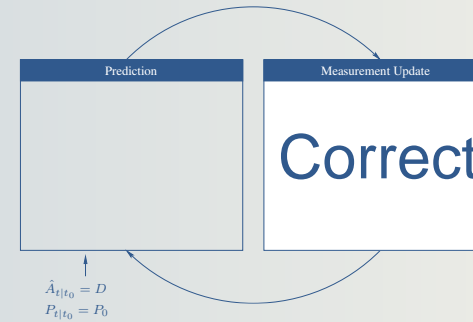 Prediction
Measurement Update
Correct
Â_{t|t_0} = D
P_{t|t_0} = P_0